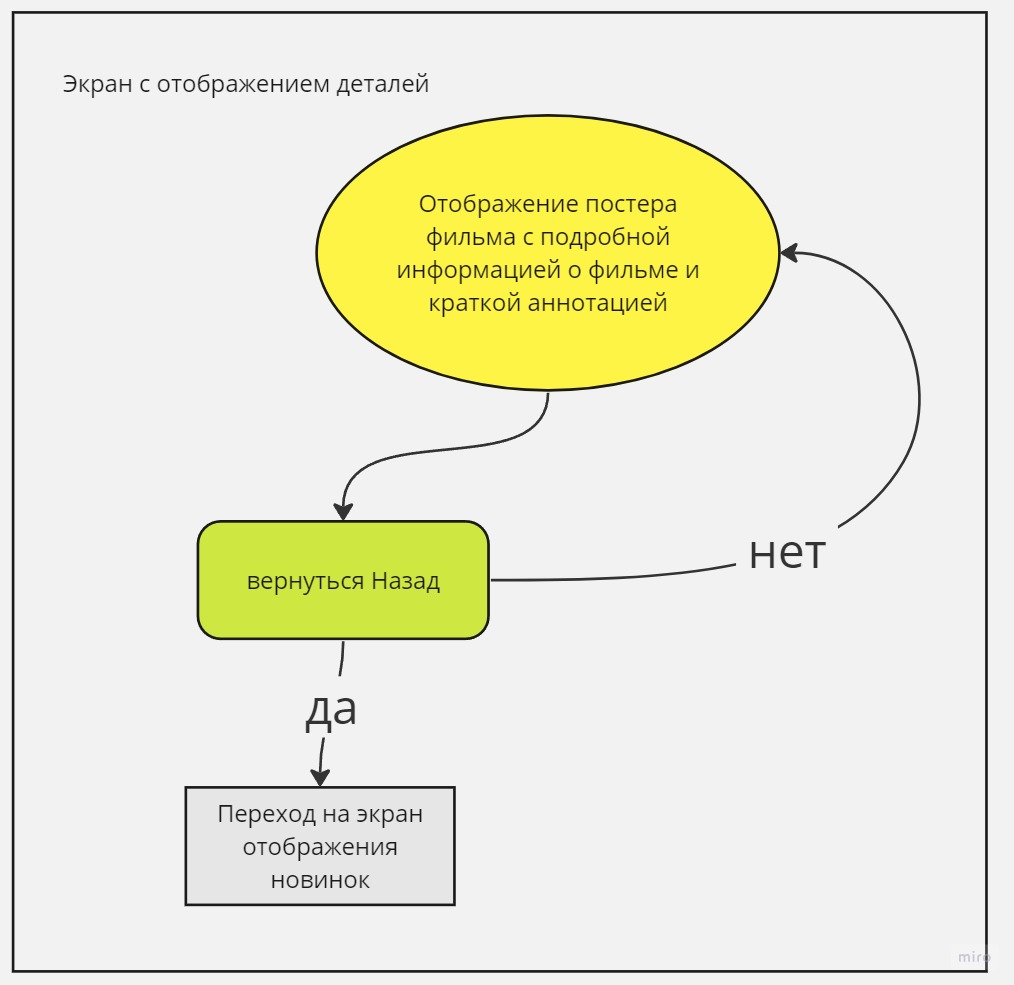 Экран с отображением деталей
Отображение постера
фильма с подробной
информацией о фильме и
краткой аннотацией
вернуться Назад
нет
да
Переход на экран
отображения
новинок
miro